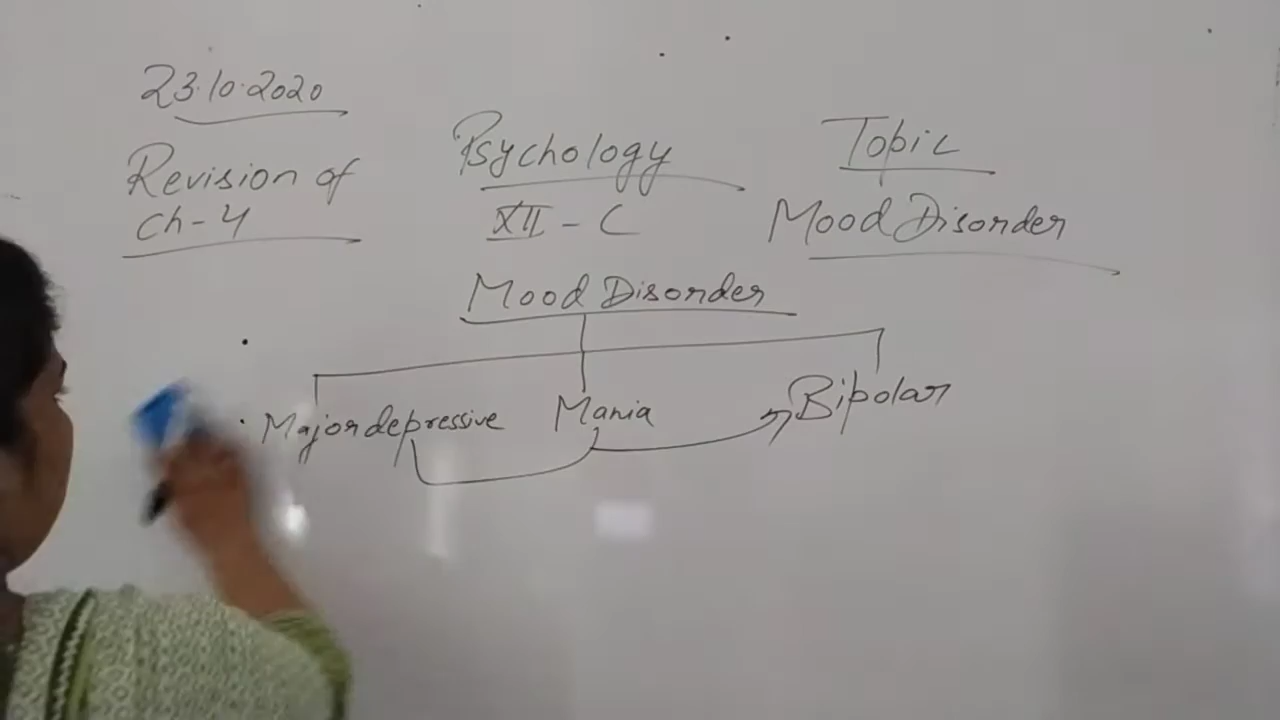 23.10.2020
Revision of
Ch-4
Psychology
XII - C
Topic
Mood Disorder
Mood Disorder
Major depressive Mania Bipolar